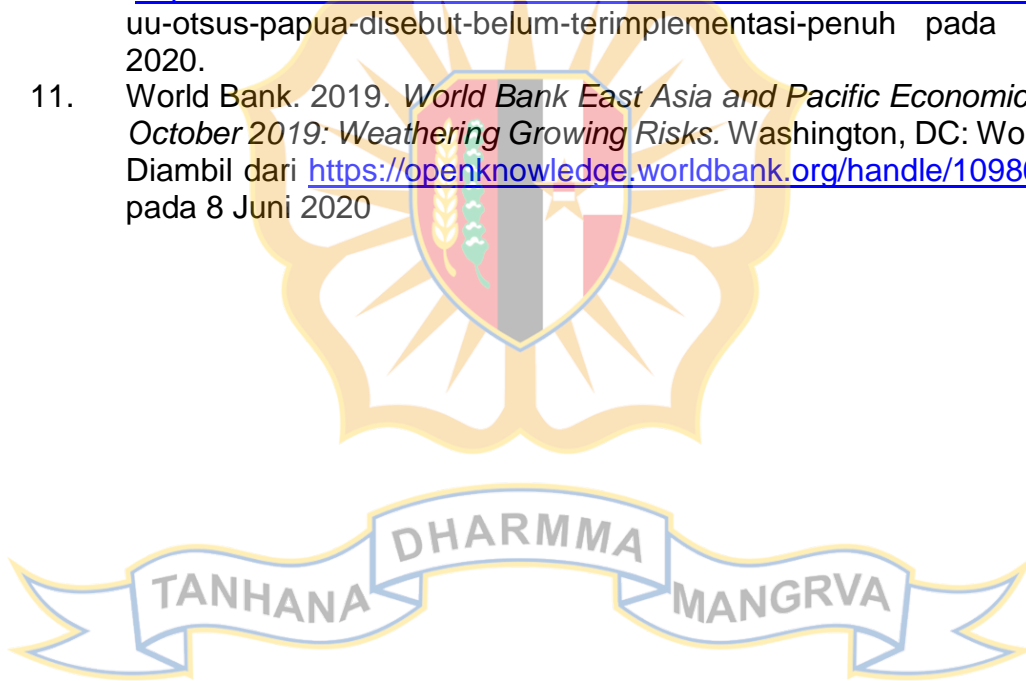 uu-otsus-papua-disebut-belum-terimplementasi-penuh pada
2020.
11. World Bank. 2019. World Bank East Asia and Pacific Economic
October 2019: Weathering Growing Risks. Washington, DC: Wo
Diambil dari https://openknowledge.worldbank.org/handle/1098
pada 8 Juni 2020
DHARMMA
TANHANA MANGRVA